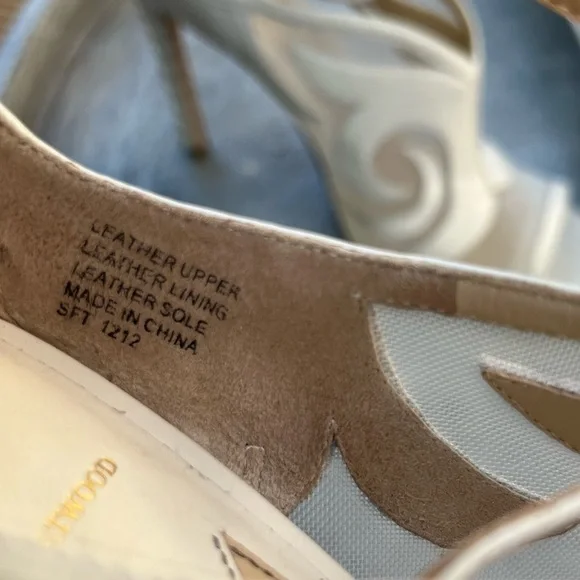 LEATHER UPPER
LEATHER LINING
LEATHER SOLE
MADE IN CHINA
SFT 1212